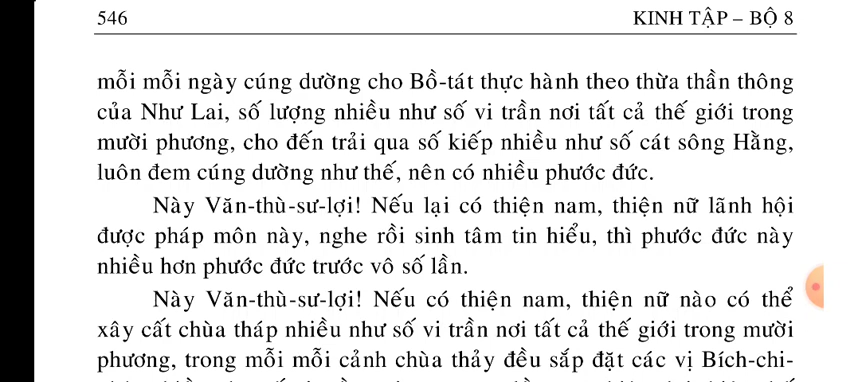 546
KINH TẬP – BỘ 8
mỗi mỗi ngày cúng dường cho Bồ-tát thực hành theo thừa thần thông
của Như Lai, số lượng nhiều như số vi trần nơi tất cả thế giới trong
mười phương, cho đến trải qua số kiếp nhiều như số cát sông Hằng,
luôn đem cúng dường như thế, nên có nhiều phước đức.
Này Văn-thù-sư-lợi! Nếu lại có thiện nam, thiện nữ lãnh hội
được pháp môn này, nghe rồi sinh tâm tin hiểu, thì phước đức này
nhiều hơn phước đức trước vô số lần.
Này Văn-thù-sư-lợi! Nếu có thiện nam, thiện nữ nào có thể
xây cất chùa tháp nhiều như số vi trần nơi tất cả thế giới trong mười
phương, trong mỗi mỗi cảnh chùa thảy đều sắp đặt các vị Bích-chi-